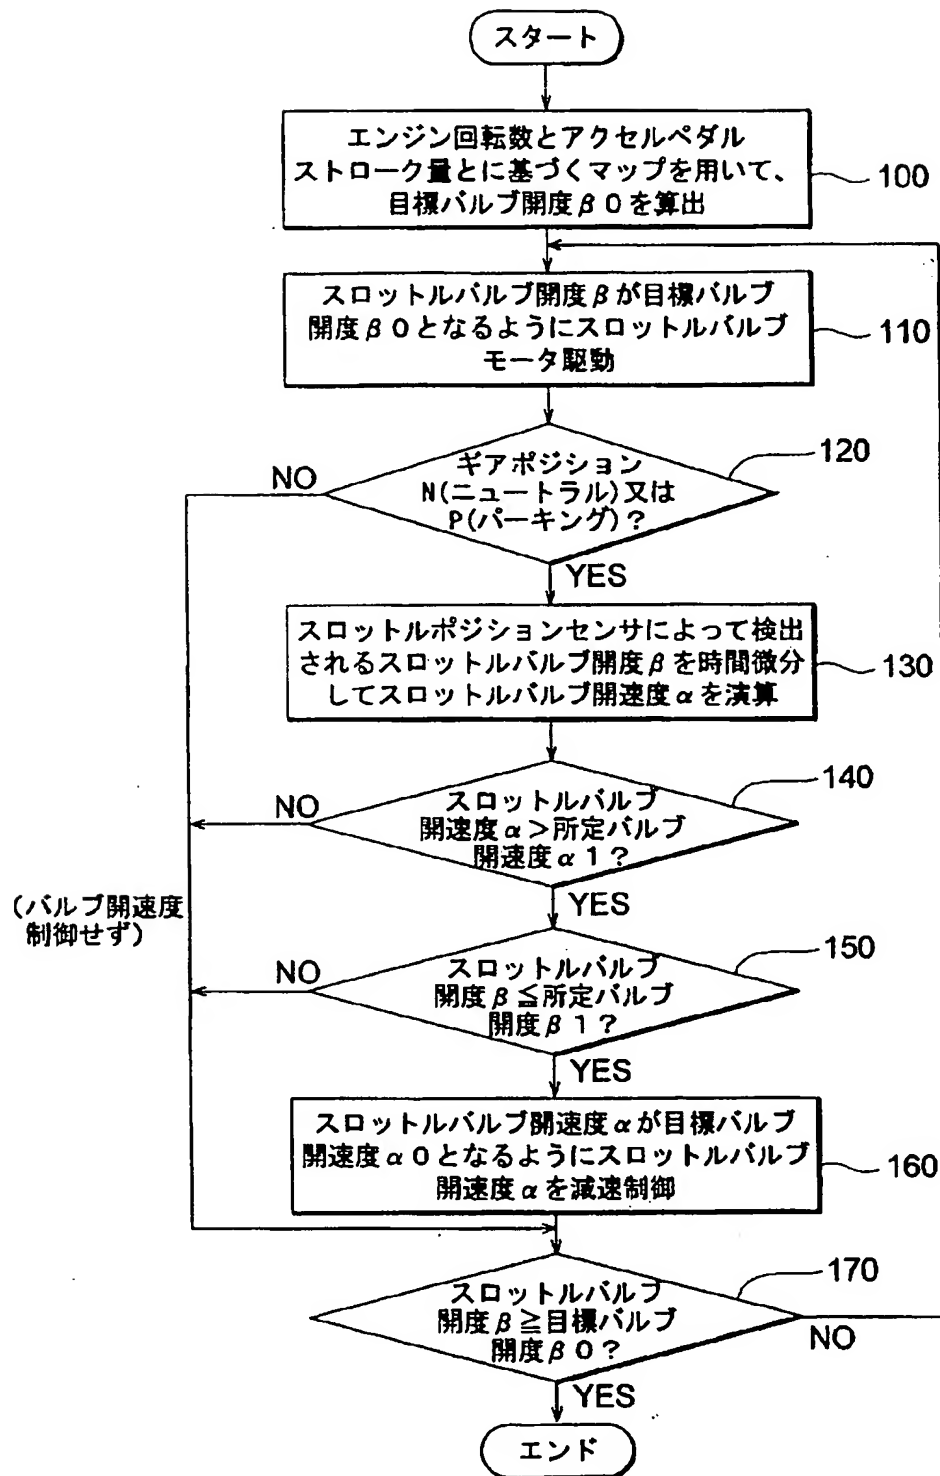 スタート
エンジン回転数とアクセルペダル
ストローク量とに基づくマップを用いて、
目標バルブ開度β0を算出
100
スロットルバルブ開度βが目標バルブ
開度β0となるようにスロットルバルブ
モータ駆動
110
ギアポジション
N(ニュートラル)又は
P(パーキング)?
120
NO
YES
スロットルポジションセンサによって検出
されるスロットルバルブ開度βを時間微分
してスロットルバルブ開速度αを演算
130
スロットルバルブ
開速度α>所定バルブ
開速度α1?
140
NO
YES
(バルブ開速度
制御せず)
スロットルバルブ
開度β≦所定バルブ
開度β1?
150
NO
YES
スロットルバルブ開速度αが目標バルブ
開速度α0となるようにスロットルバルブ
開速度αを減速制御
160
スロットルバルブ
開度β≧目標バルブ
開度β0?
170
NO
YES
エンド